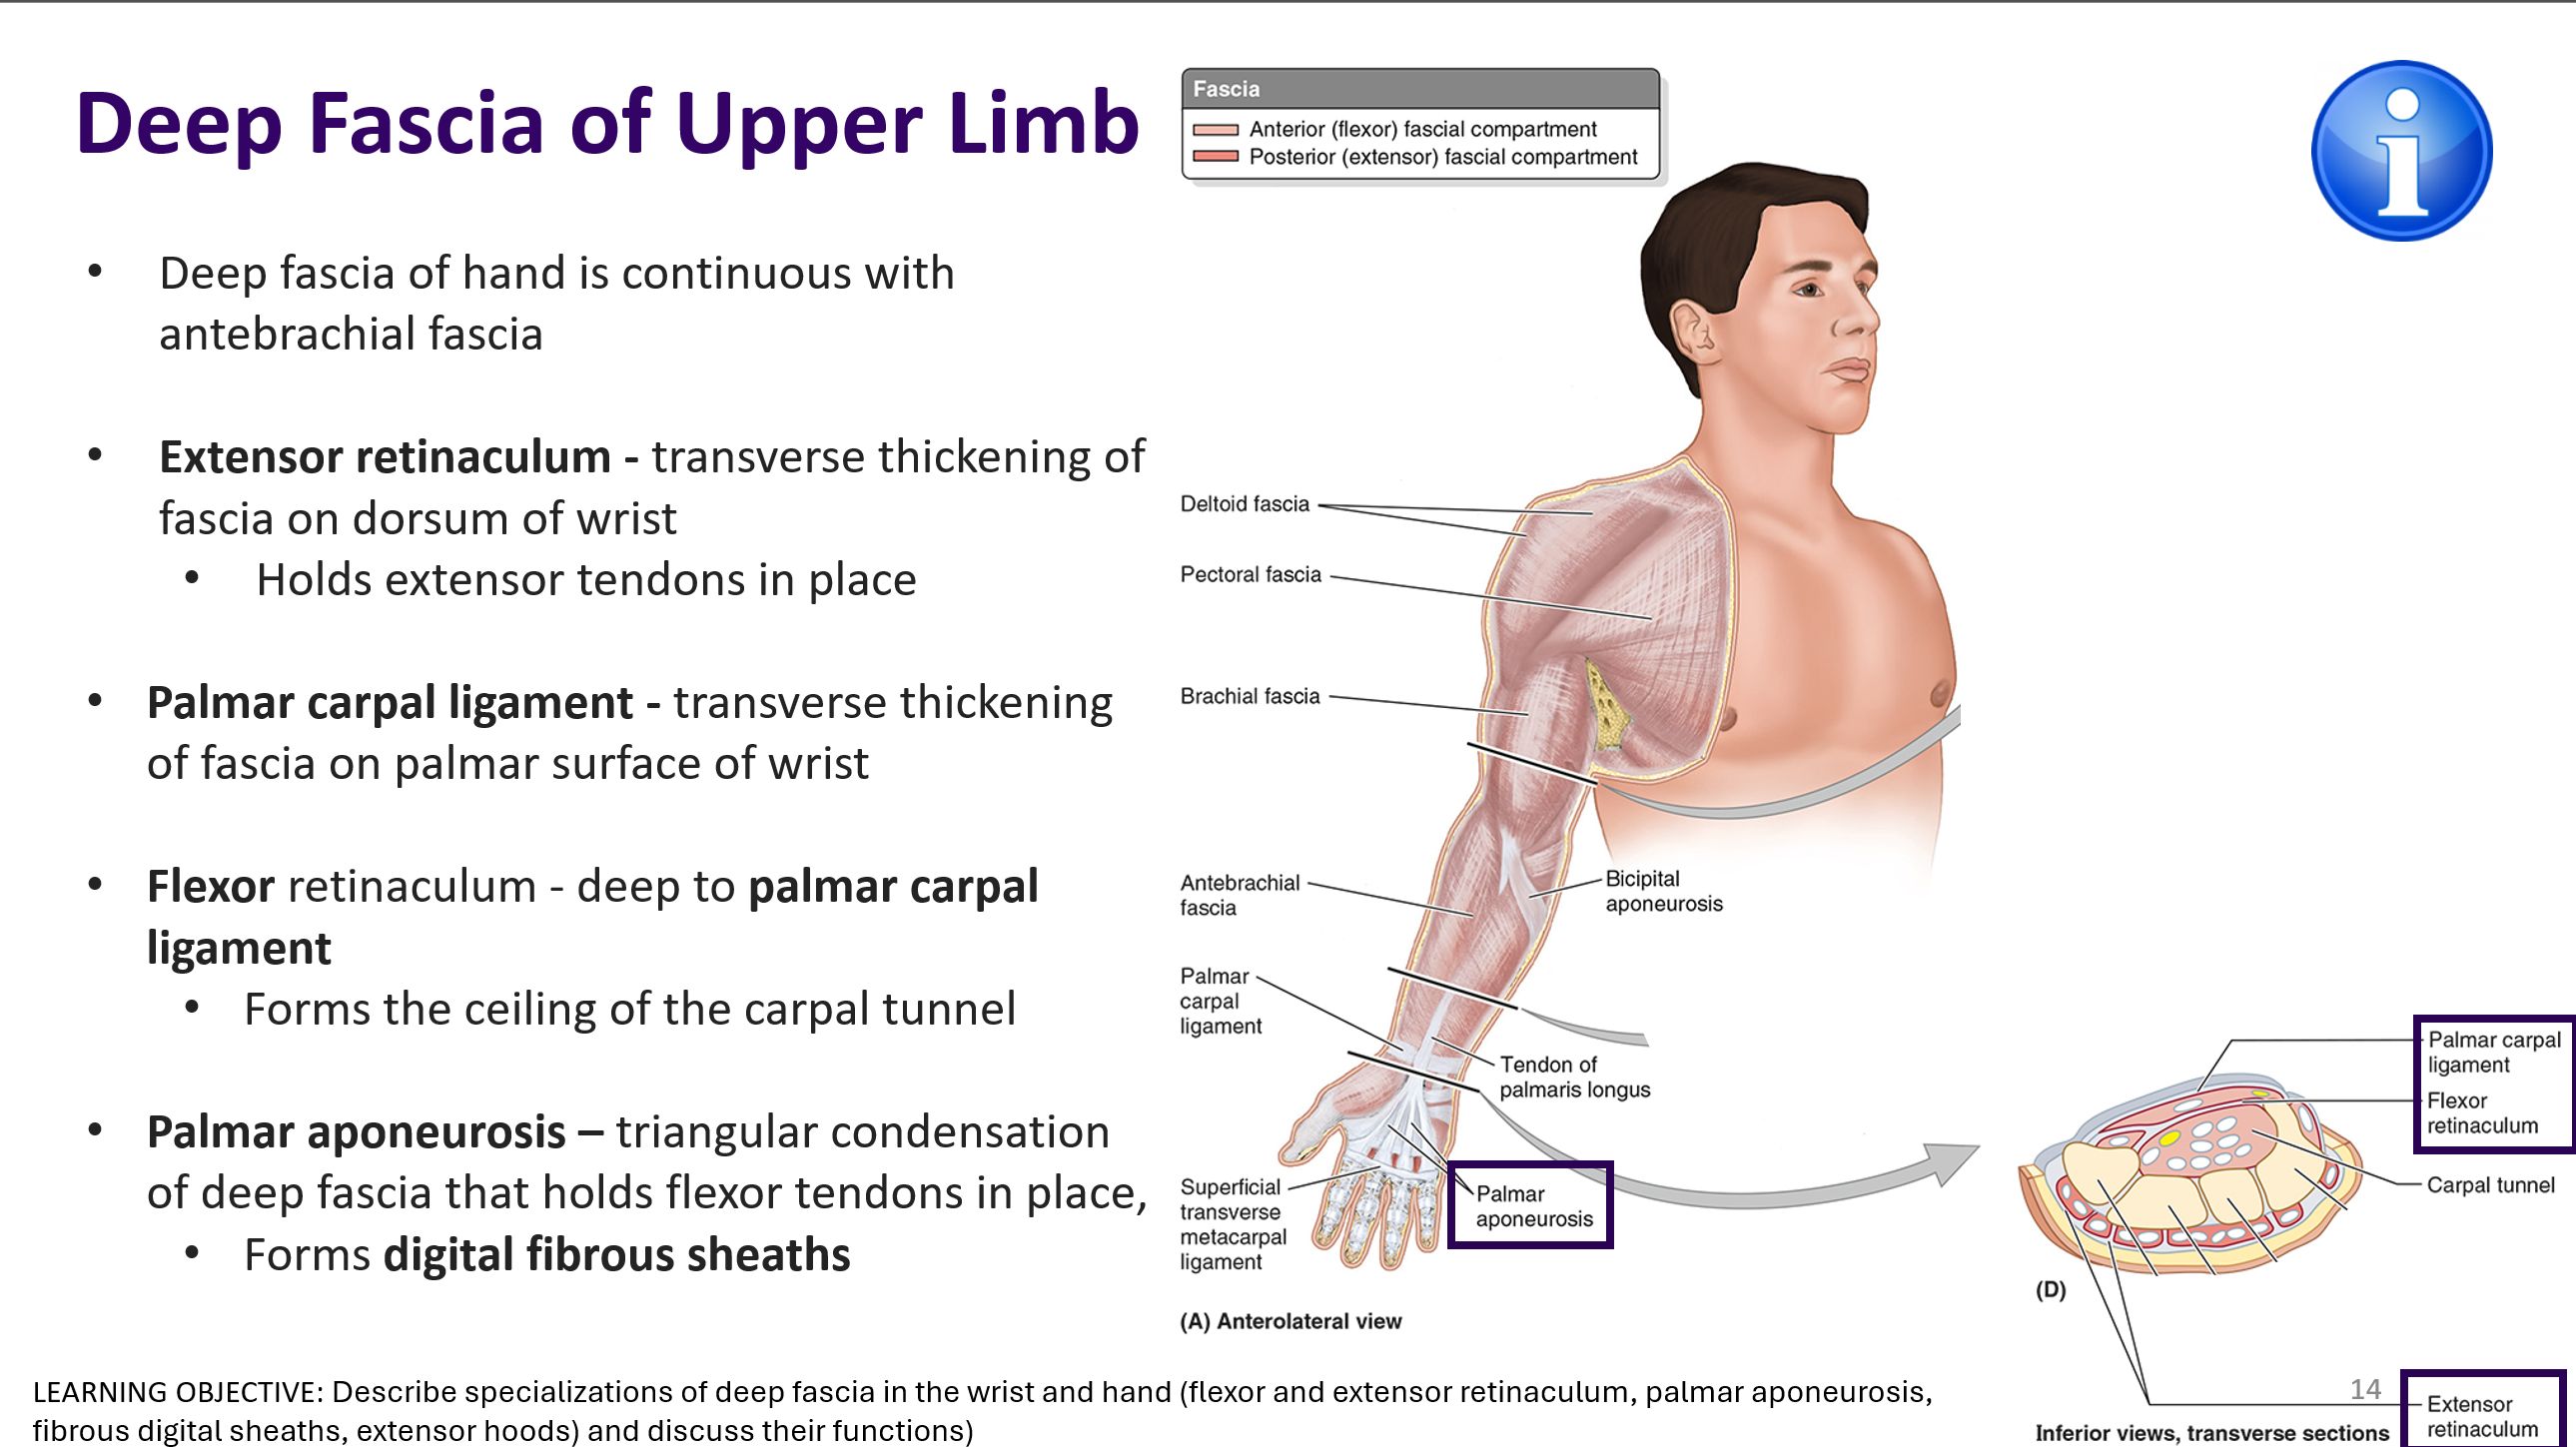 Deep Fascia of Upper Limb
• Deep fascia of hand is continuous with
antebrachial fascia
• Extensor retinaculum - transverse thickening of
fascia on dorsum of wrist
• Holds extensor tendons in place
• Palmar carpal ligament - transverse thickening
of fascia on palmar surface of wrist
• Flexor retinaculum - deep to palmar carpal
ligament
• Forms the ceiling of the carpal tunnel
• Palmar aponeurosis – triangular condensation
of deep fascia that holds flexor tendons in place,
• Forms digital fibrous sheaths
Fascia
Anterior (flexor) fascial compartment
Posterior (extensor) fascial compartment
i
Deltoid fascia
Pectoral fascia
Brachial fascia
Antebrachial
fascia
Bicipital
aponeurosis
Palmar
carpal
ligament
Tendon of
palmaris longus
Superficial
transverse
metacarpal
ligament
Palmar
aponeurosis
(A) Anterolateral view
Palmar carpal
ligament
Flexor
retinaculum
Carpal tunnel
(D)
Extensor
retinaculum
Inferior views, transverse sections
14
LEARNING OBJECTIVE: Describe specializations of deep fascia in the wrist and hand (flexor and extensor retinaculum, palmar aponeurosis,
fibrous digital sheaths, extensor hoods) and discuss their functions)